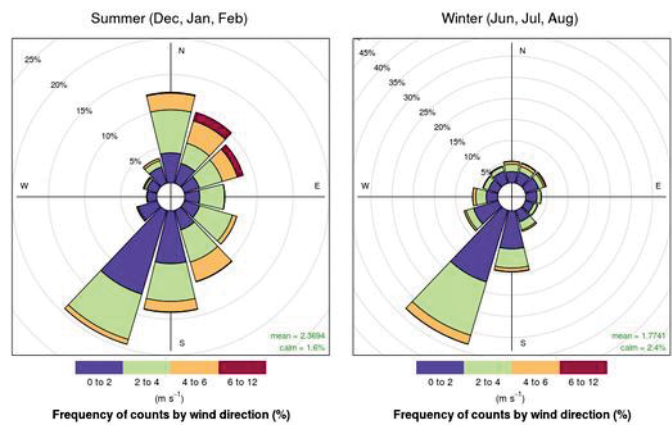 Summer (Dec, Jan, Feb)
25%
20%
15%
10%
5%
N
W
E
S
mean = 2.3694
calm = 1.6%
0 to 2
2 to 4
4 to 6
6 to 12
(m s⁻¹)
Frequency of counts by wind direction (%)
Winter (Jun, Jul, Aug)
45%
40%
35%
30%
25%
20%
15%
10%
5%
N
W
E
S
mean = 1.7741
calm = 2.4%
0 to 2
2 to 4
4 to 6
6 to 12
(m s⁻¹)
Frequency of counts by wind direction (%)